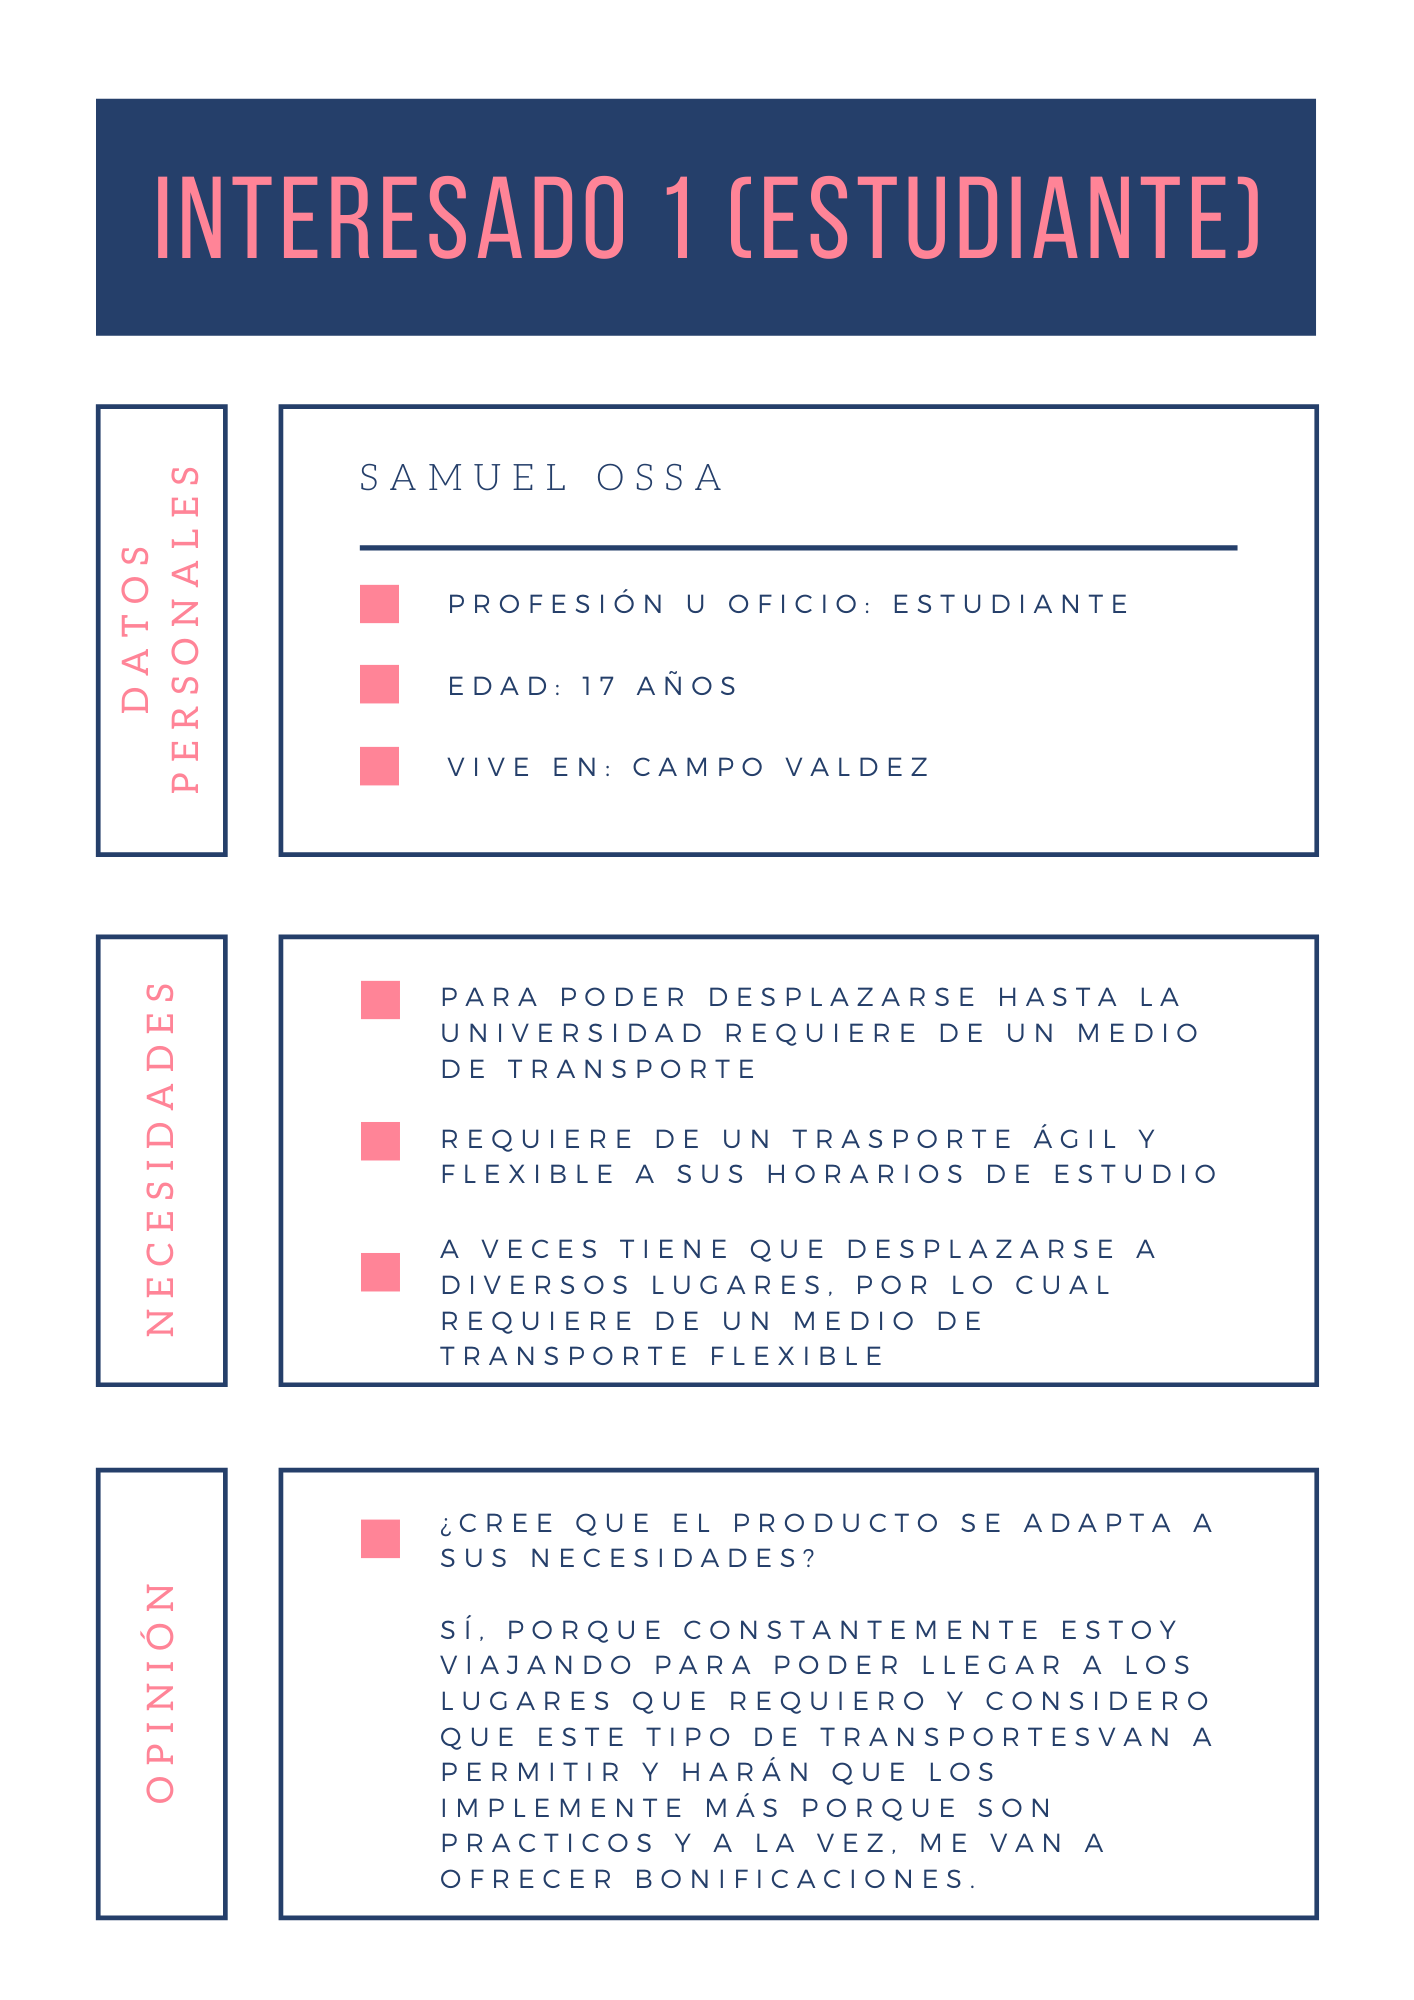 INTERESADO 1 (ESTUDIANTE)
DATOS
PERSONALES
SAMUEL OSSA
PROFESIÓN U OFICIO: ESTUDIANTE
EDAD: 17 AÑOS
VIVE EN: CAMPO VALDEZ
NECESIDADES
PARA PODER DESPLAZARSE HASTA LA
UNIVERSIDAD REQUIERE DE UN MEDIO
DE TRANSPORTE
REQUIERE DE UN TRASPORTE ÁGIL Y
FLEXIBLE A SUS HORARIOS DE ESTUDIO
A VECES TIENE QUE DESPLAZARSE A
DIVERSOS LUGARES, POR LO CUAL
REQUIERE DE UN MEDIO DE
TRANSPORTE FLEXIBLE
OPINIÓN
¿CREE QUE EL PRODUCTO SE ADAPTA A
SUS NECESIDADES?
SÍ, PORQUE CONSTANTEMENTE ESTOY
VIAJANDO PARA PODER LLEGAR A LOS
LUGARES QUE REQUIERO Y CONSIDERO
QUE ESTE TIPO DE TRANSPORTESVAN A
PERMITIR Y HARÁN QUE LOS
IMPLEMENTE MÁS PORQUE SON
PRACTICOS Y A LA VEZ, ME VAN A
OFRECER BONIFICACIONES.